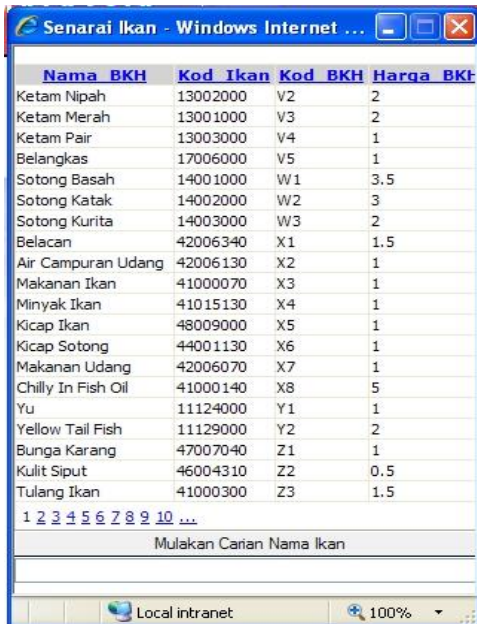 Senarai Ikan - Windows Internet ...
Nama BKH Kod Ikan Kod BKH Harga BKH
Ketam Nipah 13002000 V2 2
Ketam Merah 13001000 V3 2
Ketam Pair 13003000 V4 1
Belangkas 17006000 V5 1
Sotong Basah 14001000 W1 3.5
Sotong Katak 14002000 W2 3
Sotong Kurita 14003000 W3 2
Belacan 42006340 X1 1.5
Air Campuran Udang 42006130 X2 1
Makanan Ikan 41000070 X3 1
Minyak Ikan 41015130 X4 1
Kicap Ikan 48009000 X5 1
Kicap Sotong 44001130 X6 1
Makanan Udang 42006070 X7 1
Chilly In Fish Oil 41000140 X8 5
Yu 11124000 Y1 1
Yellow Tail Fish 11129000 Y2 2
Bunga Karang 47007040 Z1 1
Kulit Siput 46004310 Z2 0.5
Tulang Ikan 41000300 Z3 1.5
1 2 3 4 5 6 7 8 9 10 ...
Mulakan Carian Nama Ikan
Local intranet 100%